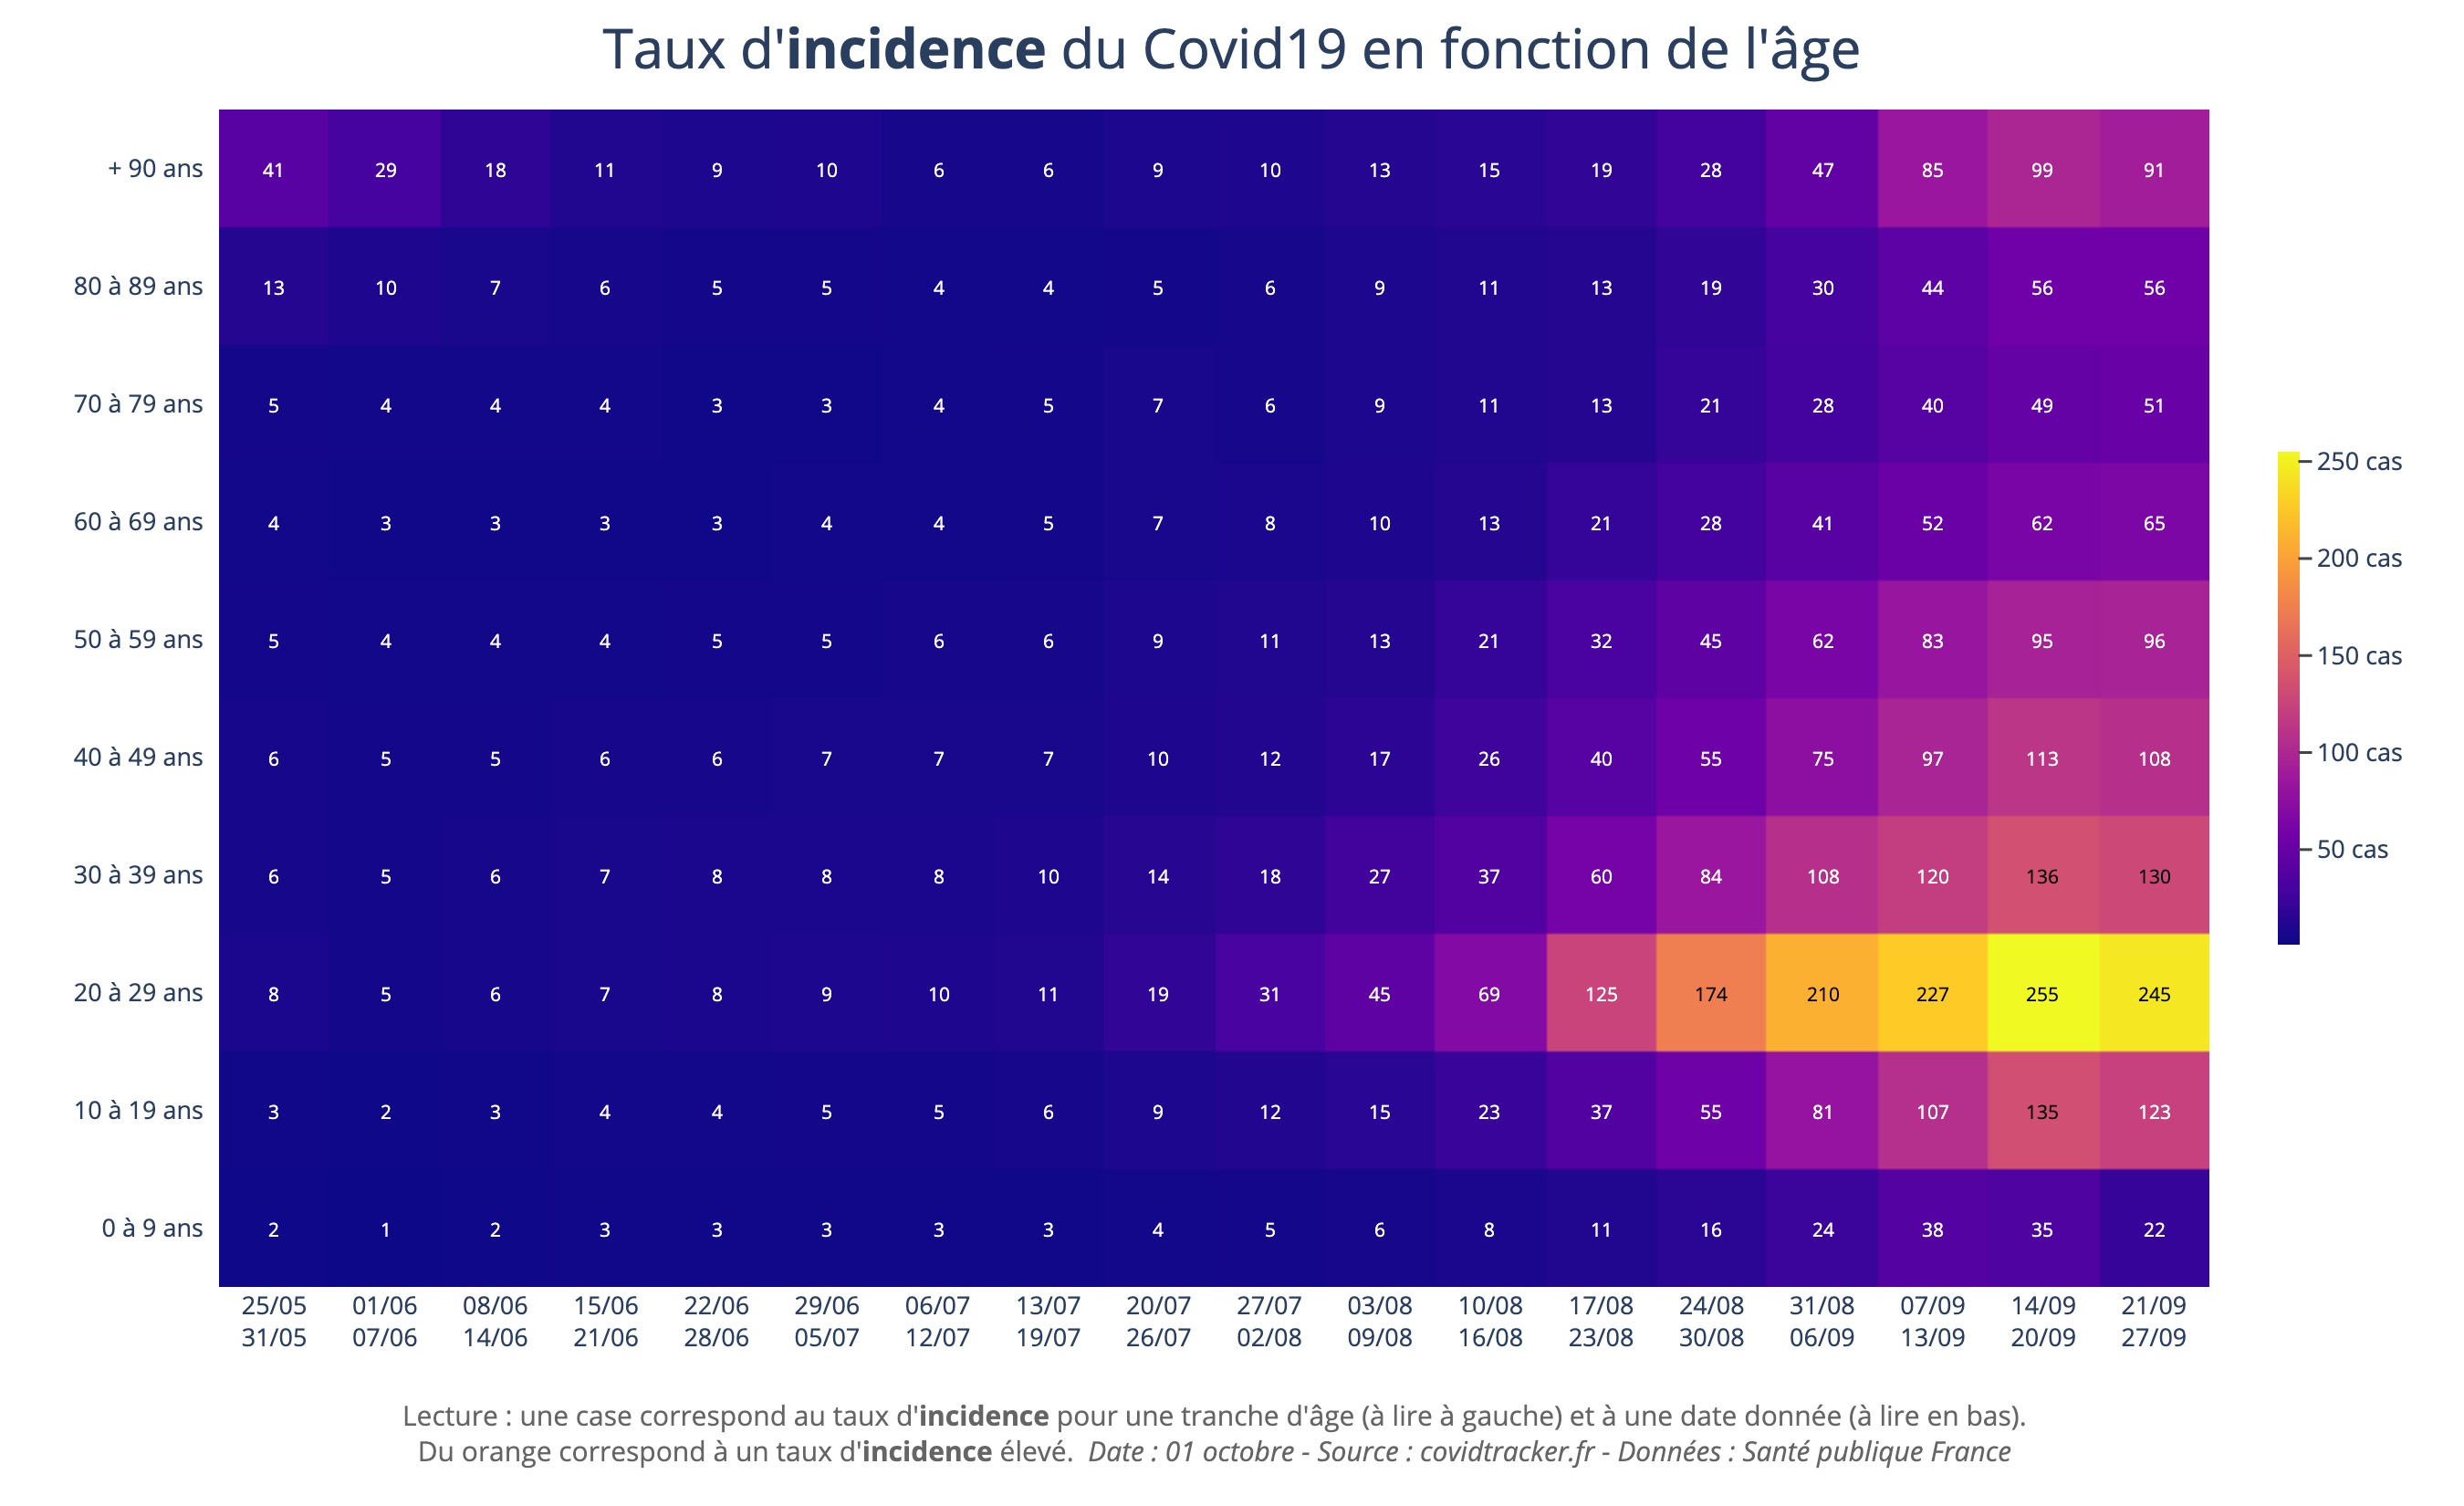 Taux d'incidence du Covid19 en fonction de l'âge
+ 90 ans 41 29 18 11 9 10 6 6 9 10 13 15 19 28 47 85 99 91
80 à 89 ans 13 10 7 6 5 5 4 4 5 6 9 11 13 19 30 44 56 56
70 à 79 ans 5 4 4 4 3 3 4 5 7 6 9 11 13 21 28 40 49 51
60 à 69 ans 4 3 3 3 3 4 4 5 7 8 10 13 21 28 41 52 62 65
50 à 59 ans 5 4 4 4 5 5 6 6 9 11 13 21 32 45 62 83 95 96
40 à 49 ans 6 5 5 6 6 7 7 7 10 12 17 26 40 55 75 97 113 108
30 à 39 ans 6 5 6 7 8 8 8 10 14 18 27 37 60 84 108 120 136 130
20 à 29 ans 8 5 6 7 8 9 10 11 19 31 45 69 125 174 210 227 255 245
10 à 19 ans 3 2 3 4 4 5 5 6 9 12 15 23 37 55 81 107 135 123
0 à 9 ans 2 1 2 3 3 3 3 3 4 5 6 8 11 16 24 38 35 22
25/05 01/06 08/06 15/06 22/06 29/06 06/07 13/07 20/07 27/07 03/08 10/08 17/08 24/08 31/08 07/09 14/09 21/09
31/05 07/06 14/06 21/06 28/06 05/07 12/07 19/07 26/07 02/08 09/08 16/08 23/08 30/08 06/09 13/09 20/09 27/09
250 cas
200 cas
150 cas
100 cas
50 cas
Lecture : une case correspond au taux d'incidence pour une tranche d'âge (à lire à gauche) et à une date donnée (à lire en bas).
Du orange correspond à un taux d'incidence élevé. Date : 01 octobre - Source : covidtracker.fr - Données : Santé publique France